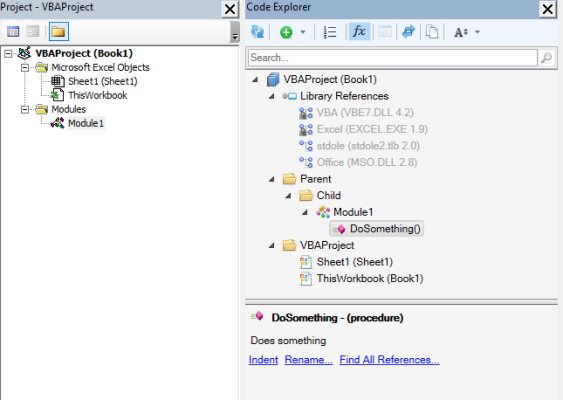 Project - VBAProject
VBAProject (Book1)
Microsoft Excel Objects
Sheet1 (Sheet1)
ThisWorkbook
Modules
Module1
Code Explorer
fx
A
Search...
VBAProject (Book1)
Library References
VBA (VBE7.DLL 4.2)
Excel (EXCEL.EXE 1.9)
stdole (stdole2.tlb 2.0)
Office (MSO.DLL 2.8)
Parent
Child
Module1
DoSomething()
VBAProject
Sheet1 (Sheet1)
ThisWorkbook (Book1)
DoSomething - (procedure)
Does something
Indent Rename... Find All References...